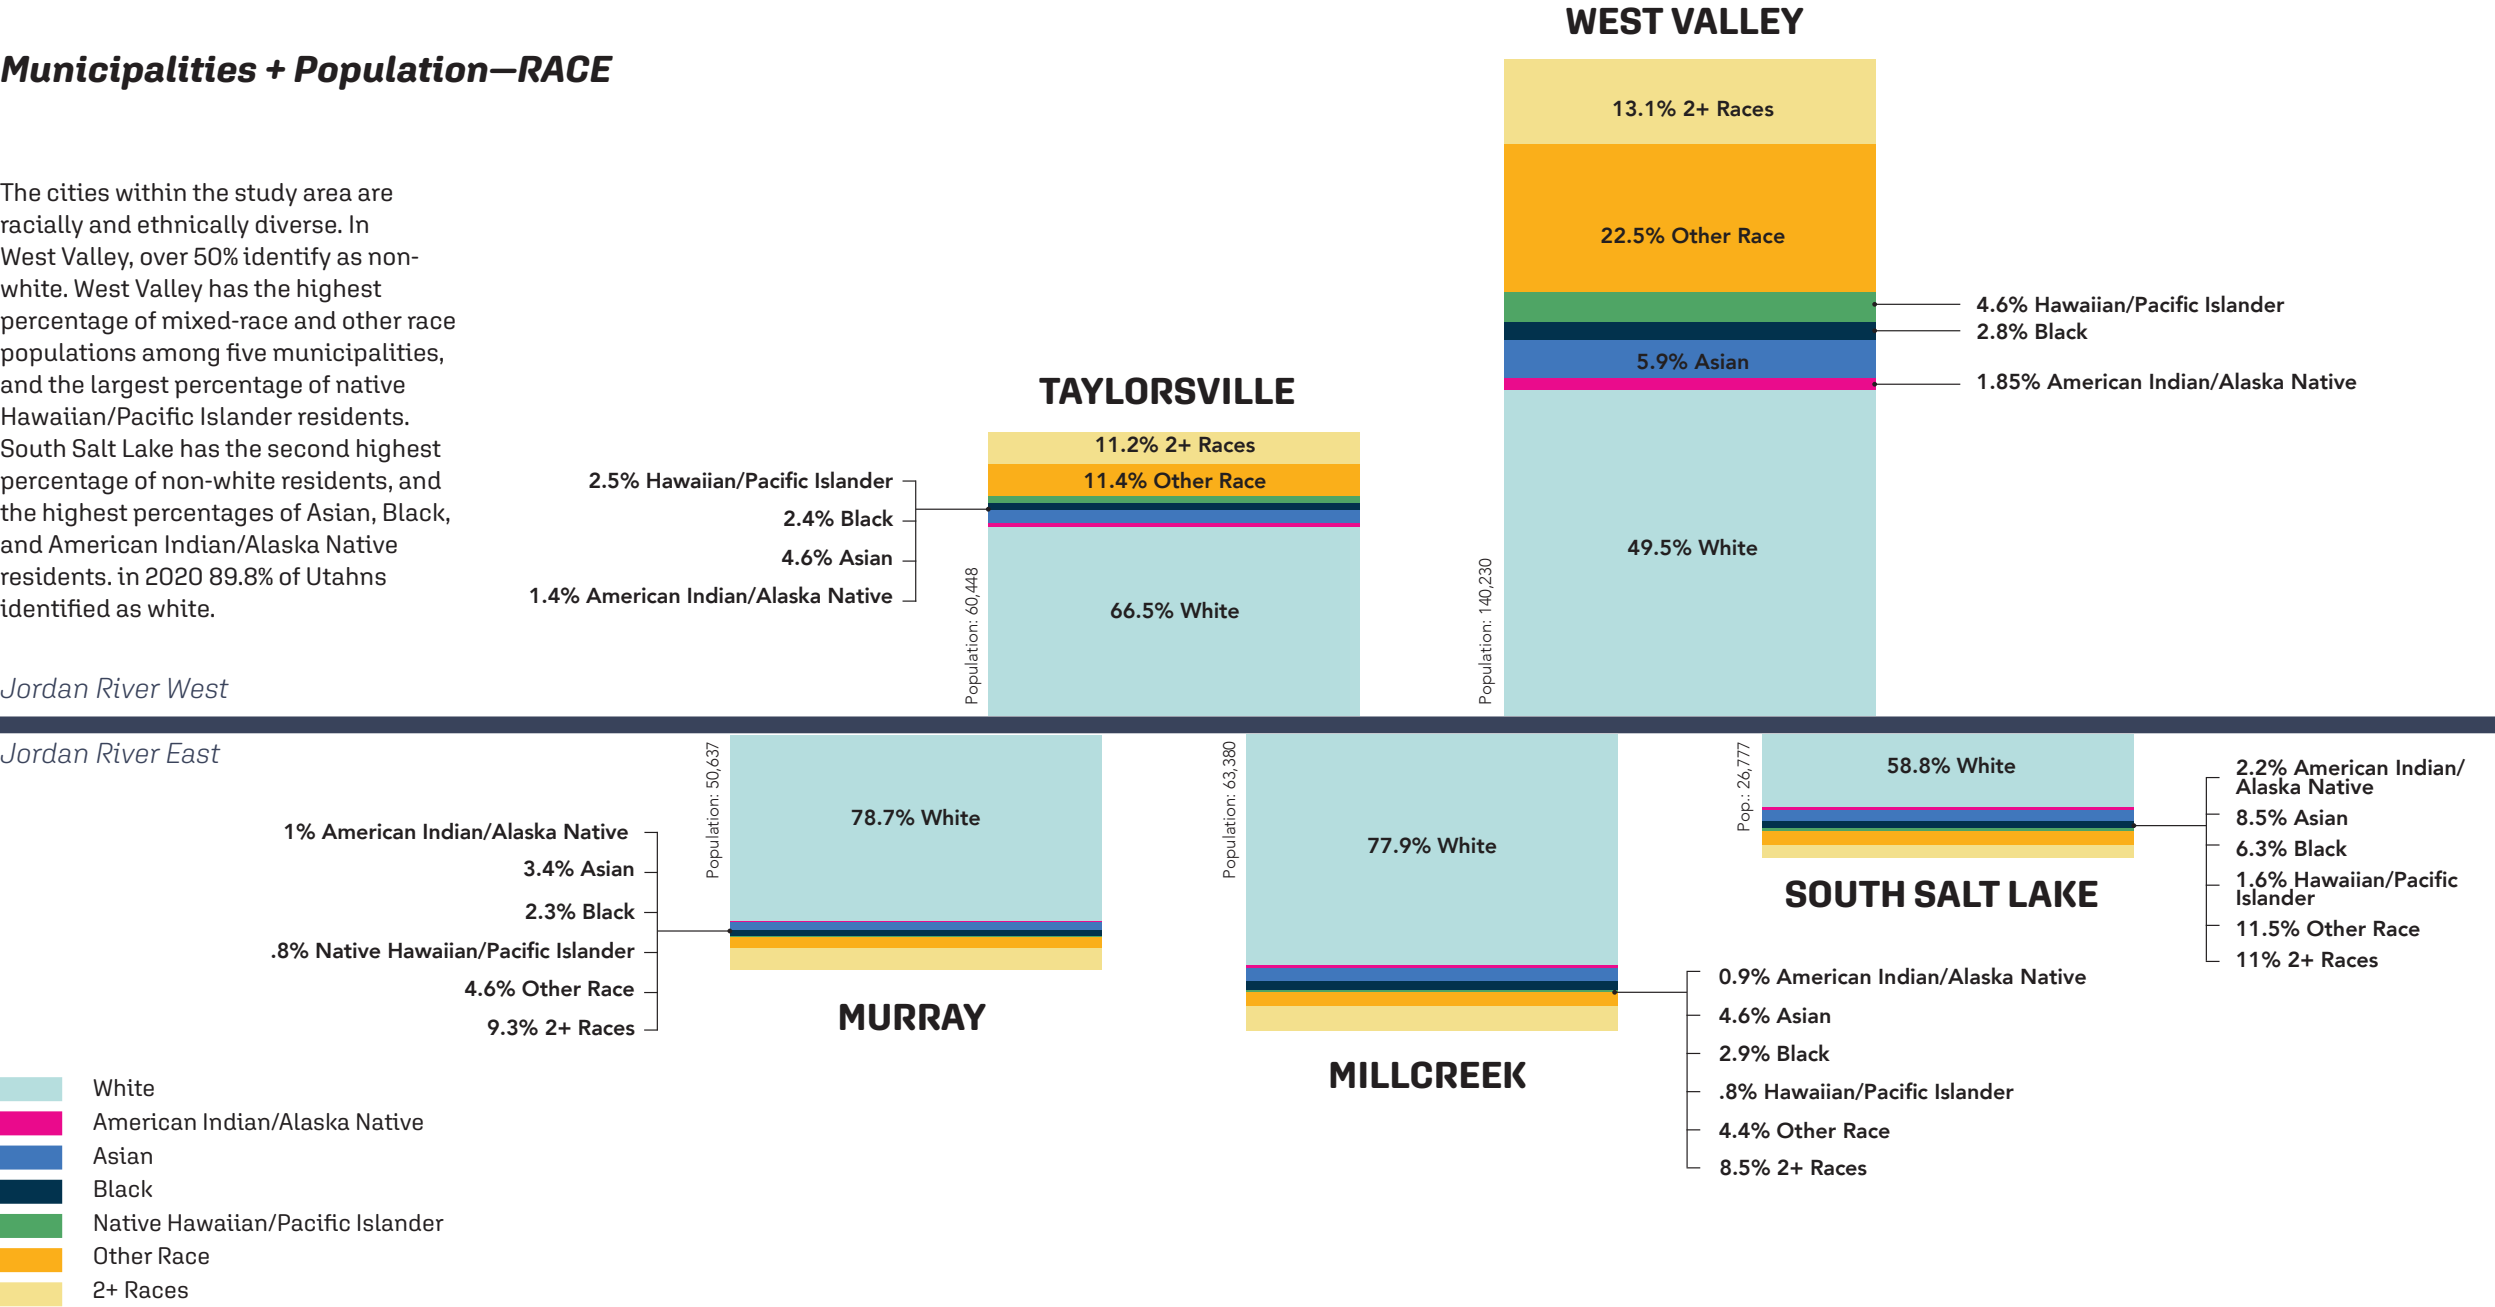 Municipalities + Population—RACE
The cities within the study area are
racially and ethnically diverse. In
West Valley, over 50% identify as non-
white. West Valley has the highest
percentage of mixed-race and other race
populations among five municipalities,
and the largest percentage of native
Hawaiian/Pacific Islander residents.
South Salt Lake has the second highest
percentage of non-white residents, and
the highest percentages of Asian, Black,
and American Indian/Alaska Native
residents. in 2020 89.8% of Utahns
identified as white.
TAYLORSVILLE
11.2% 2+ Races
11.4% Other Race
2.5% Hawaiian/Pacific Islander
2.4% Black
4.6% Asian
1.4% American Indian/Alaska Native
66.5% White
Population: 60,448
WEST VALLEY
13.1% 2+ Races
22.5% Other Race
4.6% Hawaiian/Pacific Islander
2.8% Black
5.9% Asian
1.85% American Indian/Alaska Native
49.5% White
Population: 140,230
Jordan River West
Jordan River East
Population: 50,637
78.7% White
1% American Indian/Alaska Native
3.4% Asian
2.3% Black
.8% Native Hawaiian/Pacific Islander
4.6% Other Race
9.3% 2+ Races
MURRAY
Population: 63,380
77.9% White
0.9% American Indian/Alaska Native
4.6% Asian
2.9% Black
.8% Hawaiian/Pacific Islander
4.4% Other Race
8.5% 2+ Races
MILLCREEK
Pop.: 26,777
58.8% White
2.2% American Indian/
Alaska Native
8.5% Asian
6.3% Black
1.6% Hawaiian/Pacific
Islander
11.5% Other Race
11% 2+ Races
SOUTH SALT LAKE
White
American Indian/Alaska Native
Asian
Black
Native Hawaiian/Pacific Islander
Other Race
2+ Races